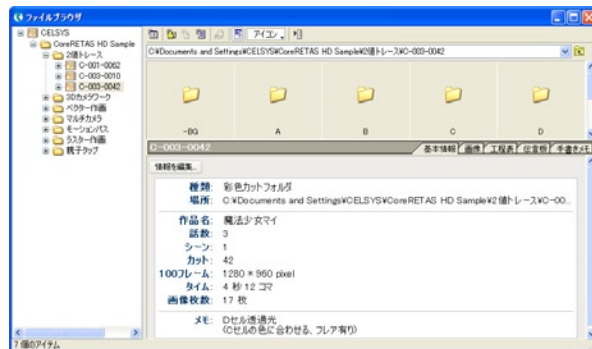 ファイルブラウザ
CELSYS
CoreRETAS HD Sample
2値トレース
C-001-0062
C-003-0010
C-003-0042
3Dカメラワーク
ベクター作画
マルチカメラ
モーションパス
ラスター作画
親子タップ
アイコン
C:¥Documents and Settings¥CELSYS¥CoreRETAS HD Sample¥2値トレース¥C-003-0042
-BG
A
B
C
D
C-003-0042
基本情報 画像 工程表 伝言板 手書きメモ
情報を編集...
種類: 彩色カットフォルダ
場所: C:¥Documents and Settings¥CELSYS¥CoreRETAS HD Sample¥2値トレース¥C-00...
作品名: 魔法少女マイ
話数: 3
シーン: 1
カット: 42
100フレーム: 1280 * 960 pixel
タイム: 4 秒 12 コマ
画像枚数: 17 枚
メモ: Dセル透過光
(Cセルの色に合わせる、フレア有り)
7 個のアイテム